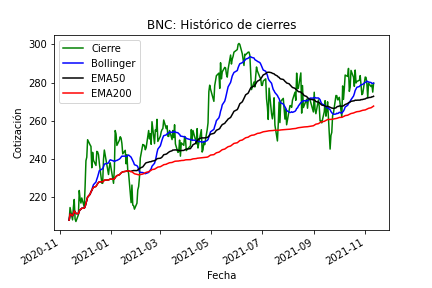 BNC: Histórico de cierres
Cierre
Bollinger
EMA50
EMA200
Cotización
300
280
260
240
220
2020-11
2021-01
2021-03
2021-05
2021-07
2021-09
2021-11
Fecha